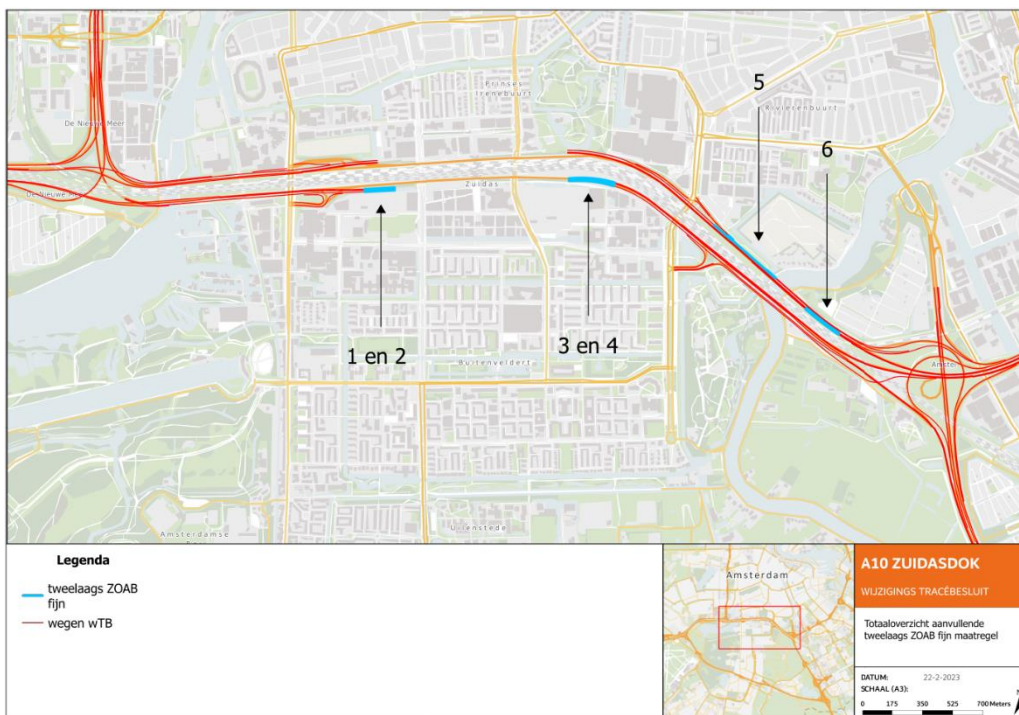 5
Prinses
Irenebuurt
Rivierenbuurt
De Nieuwe Meer
6
Zuidas
1 en 2
3 en 4
Buitenveldert
Amster
Amsterdamse
Uilenstede
Legenda
tweelaags ZOAB
fijn
wegen wTB
Amsterdam
A10 ZUIDASDOK
WIJZIGINGS TRACÉBESLUIT
Totaaloverzicht aanvullende
tweelaags ZOAB fijn maatregel
DATUM: 22-2-2023
SCHAAL (A3):
0 175 350 525 700 Meters